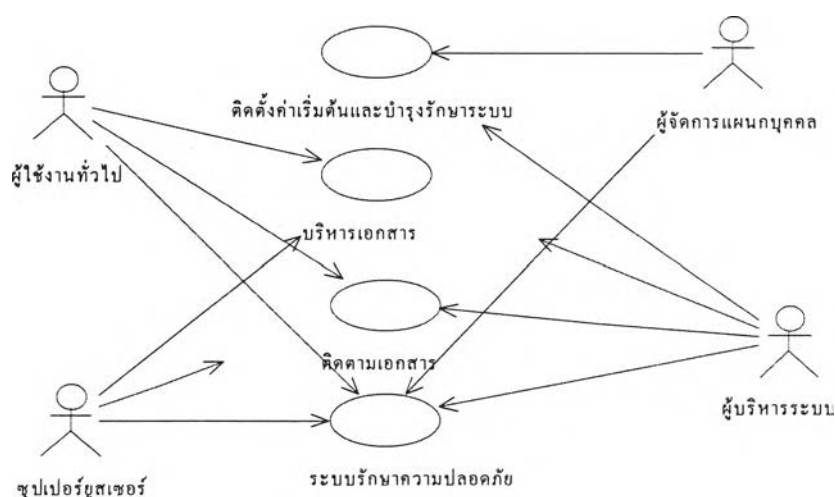 ติดตั้งค่าเริ่มต้นและบำรุงรักษาระบบ
ผู้จัดการแผนกบุคคล
ผู้ใช้งานทั่วไป
บริหารเอกสาร
ติดตามเอกสาร
ผู้บริหารระบบ
ระบบรักษาความปลอดภัย
ซุปเปอร์ยูสเซอร์